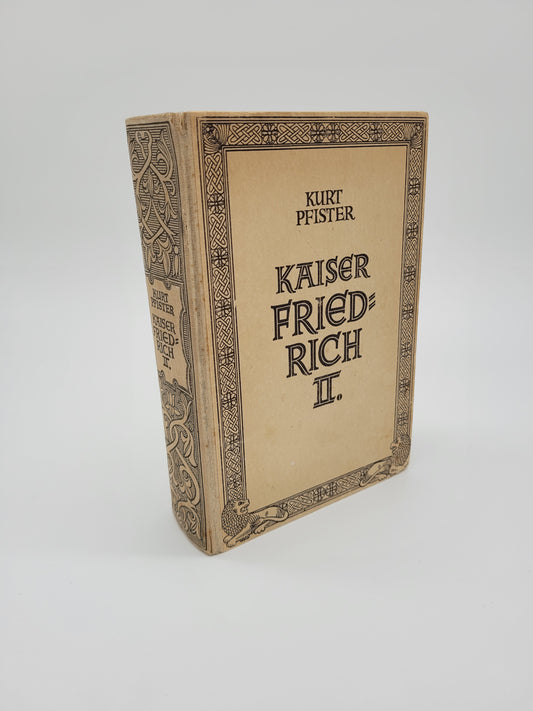 KURT
PFISTER
KAISER
FRIED=
RICH
II.
KURT
PFISTER
KAISER
FRIED-
RICH
II.